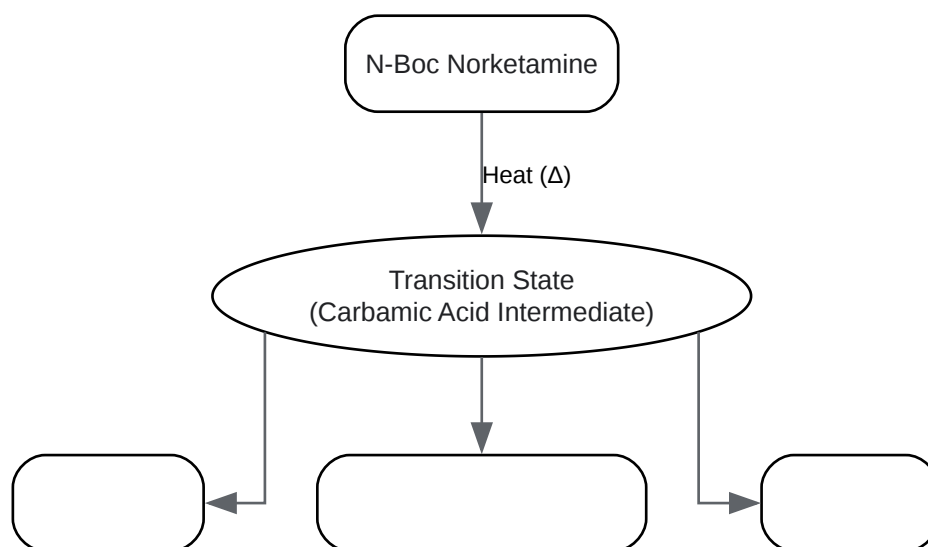 N-Boc Norketamine
Heat (Δ)
Transition State
(Carbamic Acid Intermediate)